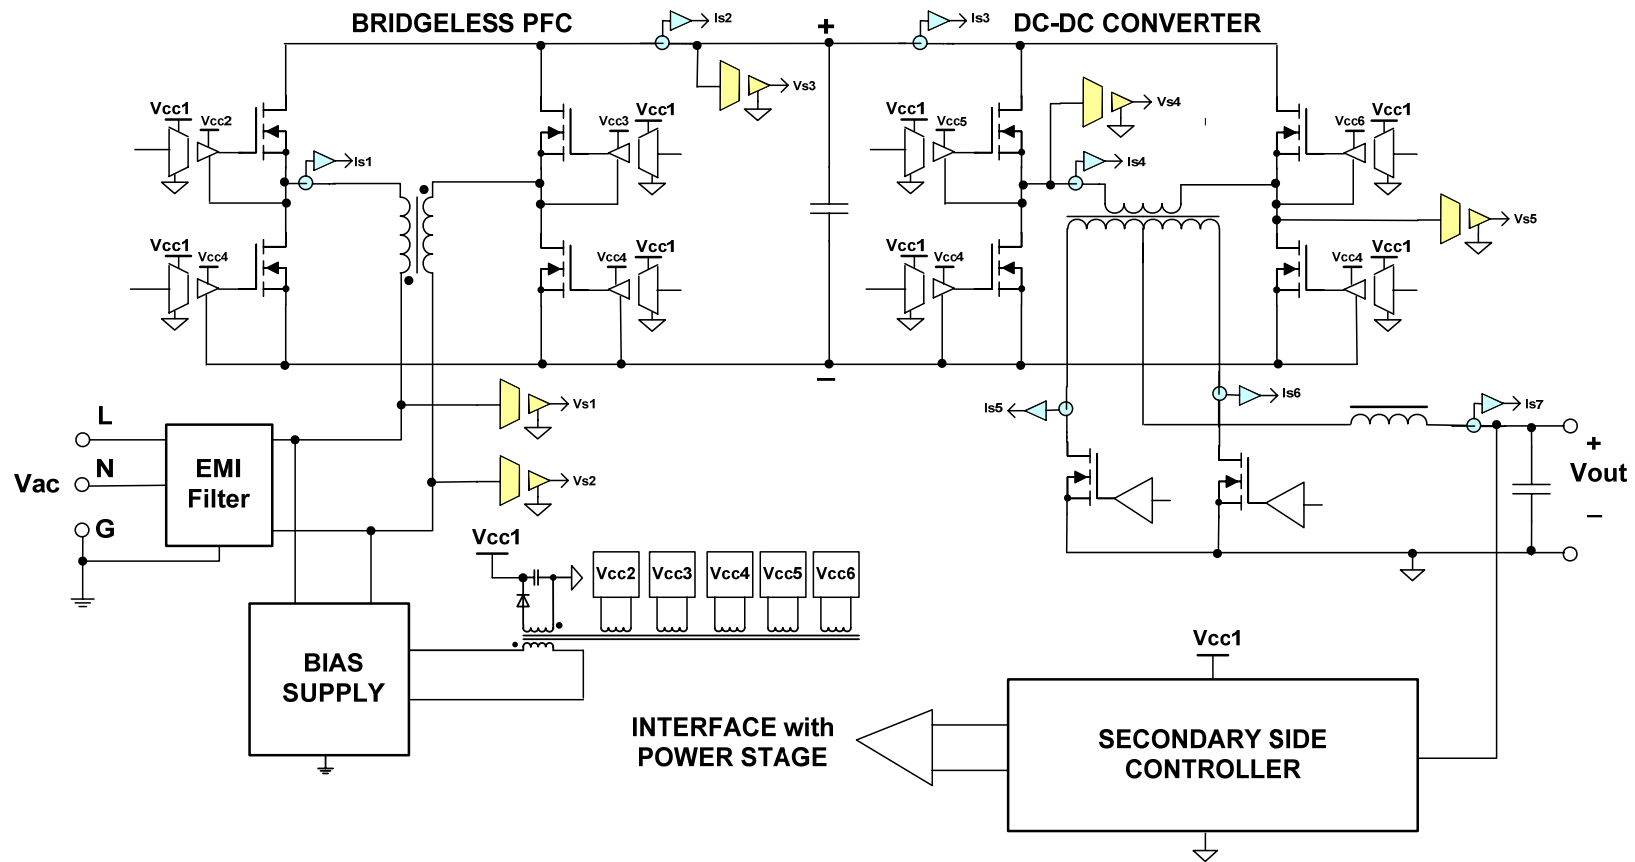 BRIDGELESS PFC
Is2
+
Is3
DC-DC CONVERTER
Vs3
Vs4
Vcc1
Vcc2
Vcc3
Vcc1
Vcc1
Vcc5
Vcc6
Vcc1
Is1
Is4
Vs5
Vcc1
Vcc4
Vcc4
Vcc1
Vcc1
Vcc4
Vcc4
Vcc1
–
Vs1
Is5
Is6
Is7
L
N
G
Vac
EMI
Filter
Vs2
+
Vout
–
Vcc1
Vcc2
Vcc3
Vcc4
Vcc5
Vcc6
BIAS
SUPPLY
Vcc1
INTERFACE with
POWER STAGE
SECONDARY SIDE
CONTROLLER